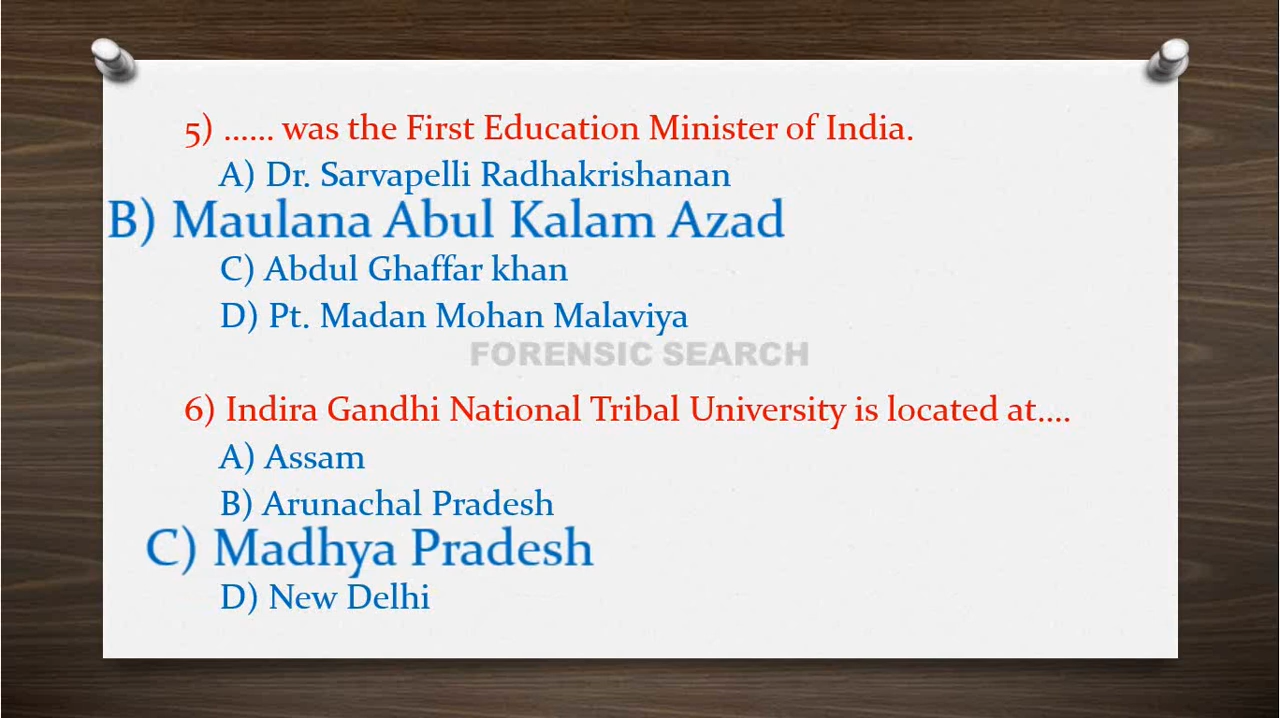 5) ...... was the First Education Minister of India.
A) Dr. Sarvapelli Radhakrishanan
B) Maulana Abul Kalam Azad
C) Abdul Ghaffar khan
D) Pt. Madan Mohan Malaviya
FORENSIC SEARCH
6) Indira Gandhi National Tribal University is located at....
A) Assam
B) Arunachal Pradesh
C) Madhya Pradesh
D) New Delhi